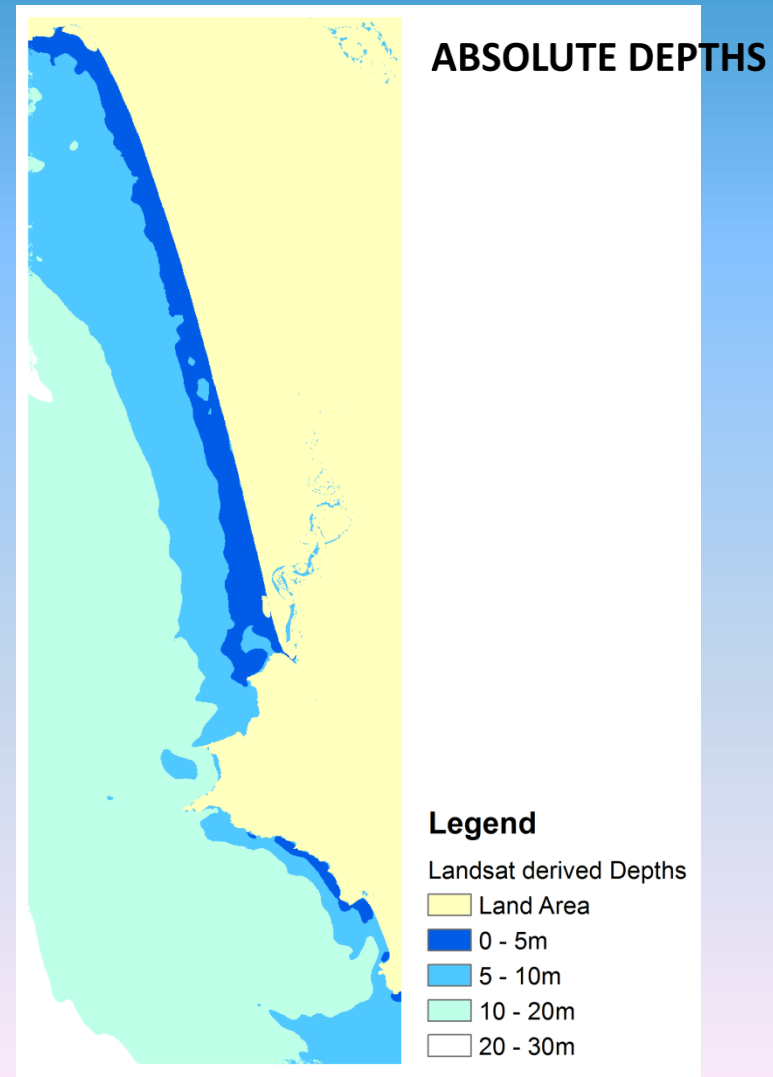 ABSOLUTE DEPTHS
Legend
Landsat derived Depths
Land Area
0 - 5m
5 - 10m
10 - 20m
20 - 30m